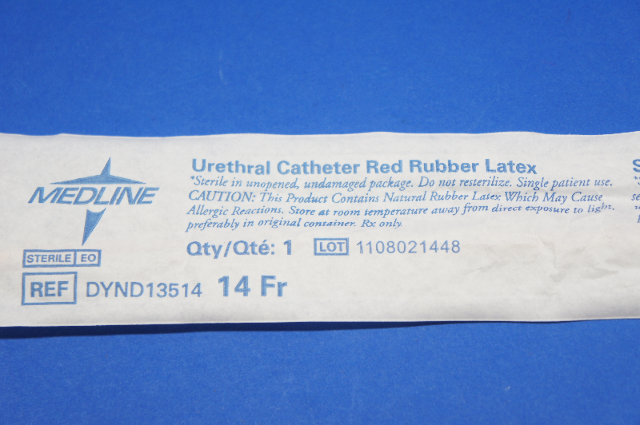 MEDLINE
Urethral Catheter Red Rubber Latex
*Sterile in unopened, undamaged package. Do not resterilize. Single patient use.
CAUTION: This Product Contains Natural Rubber Latex Which May Cause
Allergic Reactions. Store at room temperature away from direct exposure to light,
preferably in original container. Rx only
Qty/Qté: 1 LOT 1108021448
STERILE EO
REF DYND13514 14 Fr